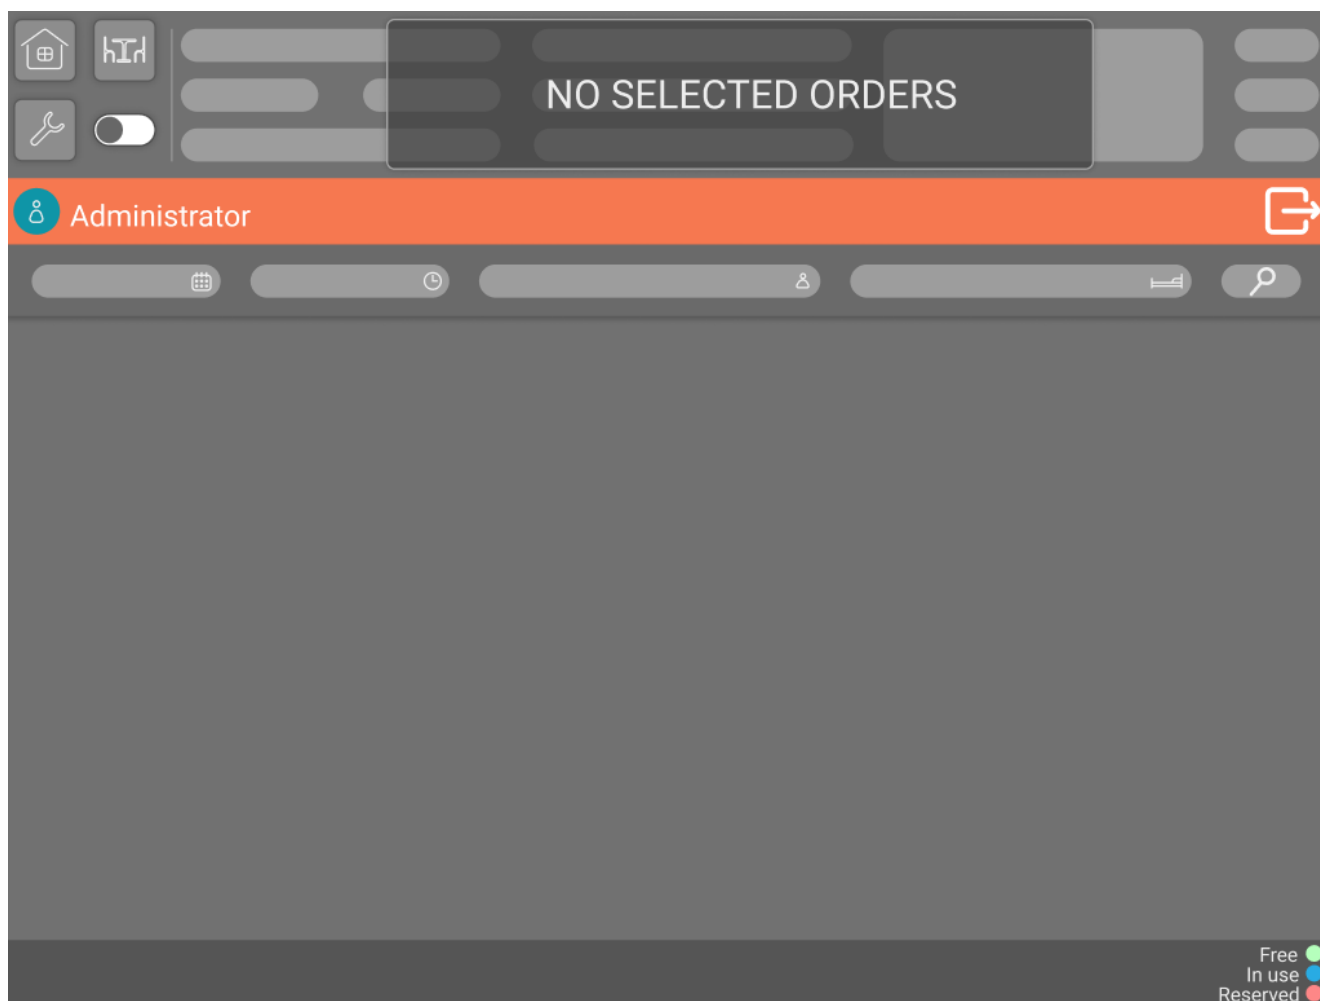 NO SELECTED ORDERS
Administrator
Free
In use
Reserved